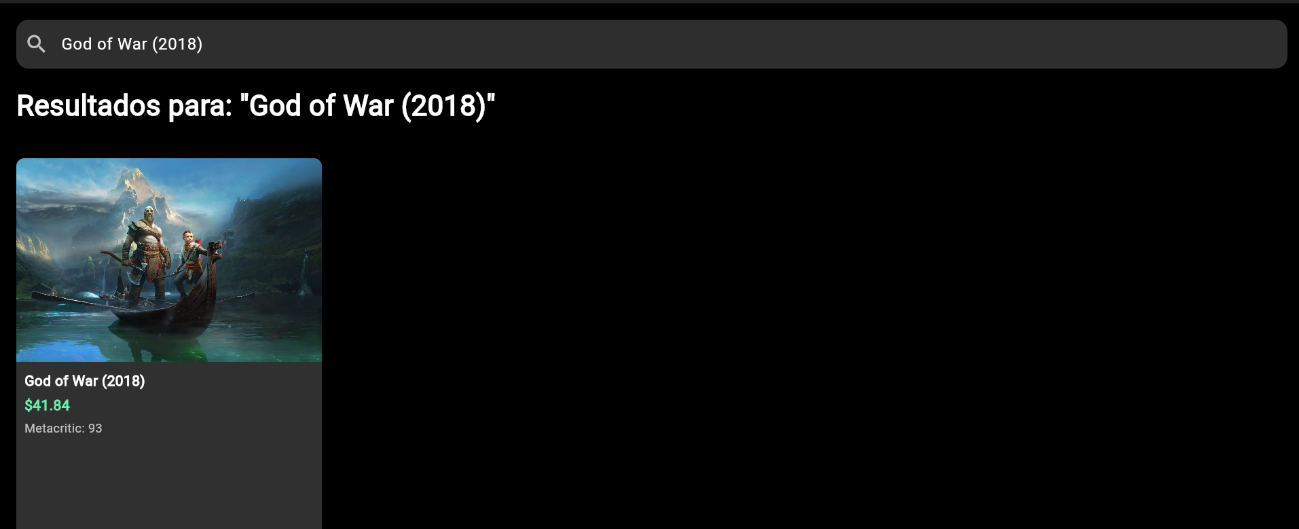 God of War (2018)
Resultados para: "God of War (2018)"
God of War (2018)
$41.84
Metacritic: 93